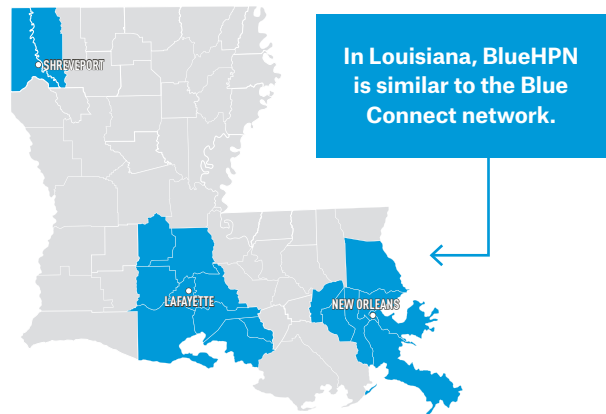 SHREVEPORT
In Louisiana, BlueHPN
is similar to the Blue
Connect network.
LAFAYETTE
NEW ORLEANS